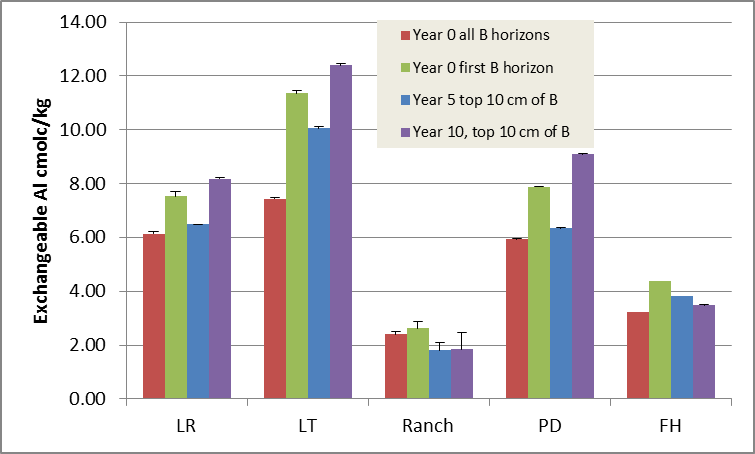 14.00
12.00
10.00
8.00
6.00
4.00
2.00
0.00
Exchangeable Al cmolc/kg
Year 0 all B horizons
Year 0 first B horizon
Year 5 top 10 cm of B
Year 10, top 10 cm of B
LR LT Ranch PD FH